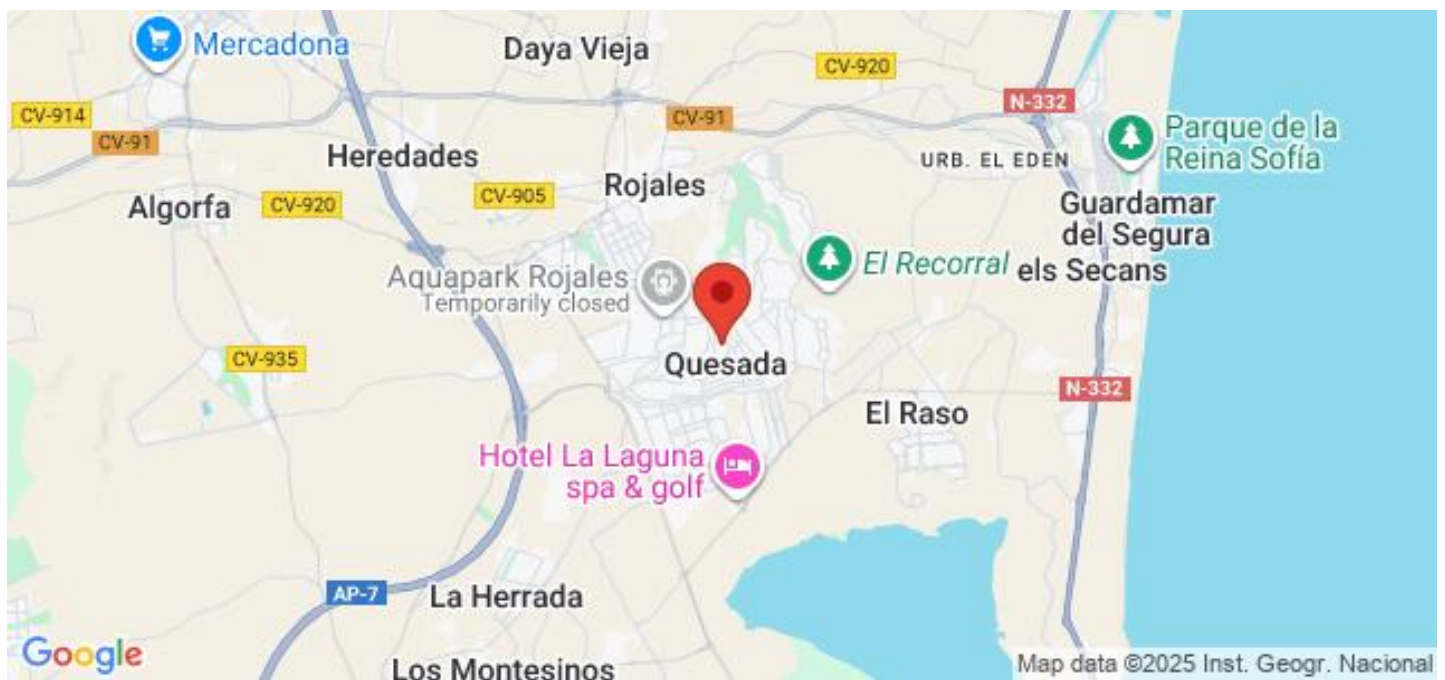 Mercadona
Daya Vieja
CV-920
CV-914
N-332
CV-91
Parque de la
Reina Sofía
CV-91
Heredades
URB. EL EDEN
Rojales
Algorfa
CV-920
CV-905
Guardamar
del Segura
El Recorral
els Secans
Aquapark Rojales
Temporarily closed
CV-935
Quesada
N-332
El Raso
Hotel La Laguna
spa & golf
AP-7
La Herrada
Google
Los Montesinos
Map data ©2025 Inst. Geogr. Nacional